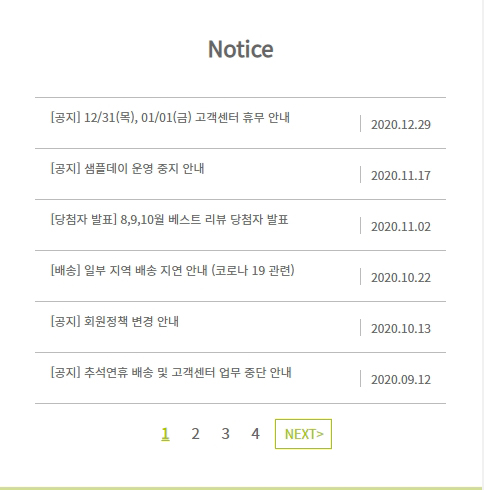 Notice
[공지] 12/31(목), 01/01(금) 고객센터 휴무 안내
2020.12.29
[공지] 샘플데이 운영 중지 안내
2020.11.17
[당첨자 발표] 8,9,10월 베스트 리뷰 당첨자 발표
2020.11.02
[배송] 일부 지역 배송 지연 안내 (코로나 19 관련)
2020.10.22
[공지] 회원정책 변경 안내
2020.10.13
[공지] 추석연휴 배송 및 고객센터 업무 중단 안내
2020.09.12
1 2 3 4 NEXT>